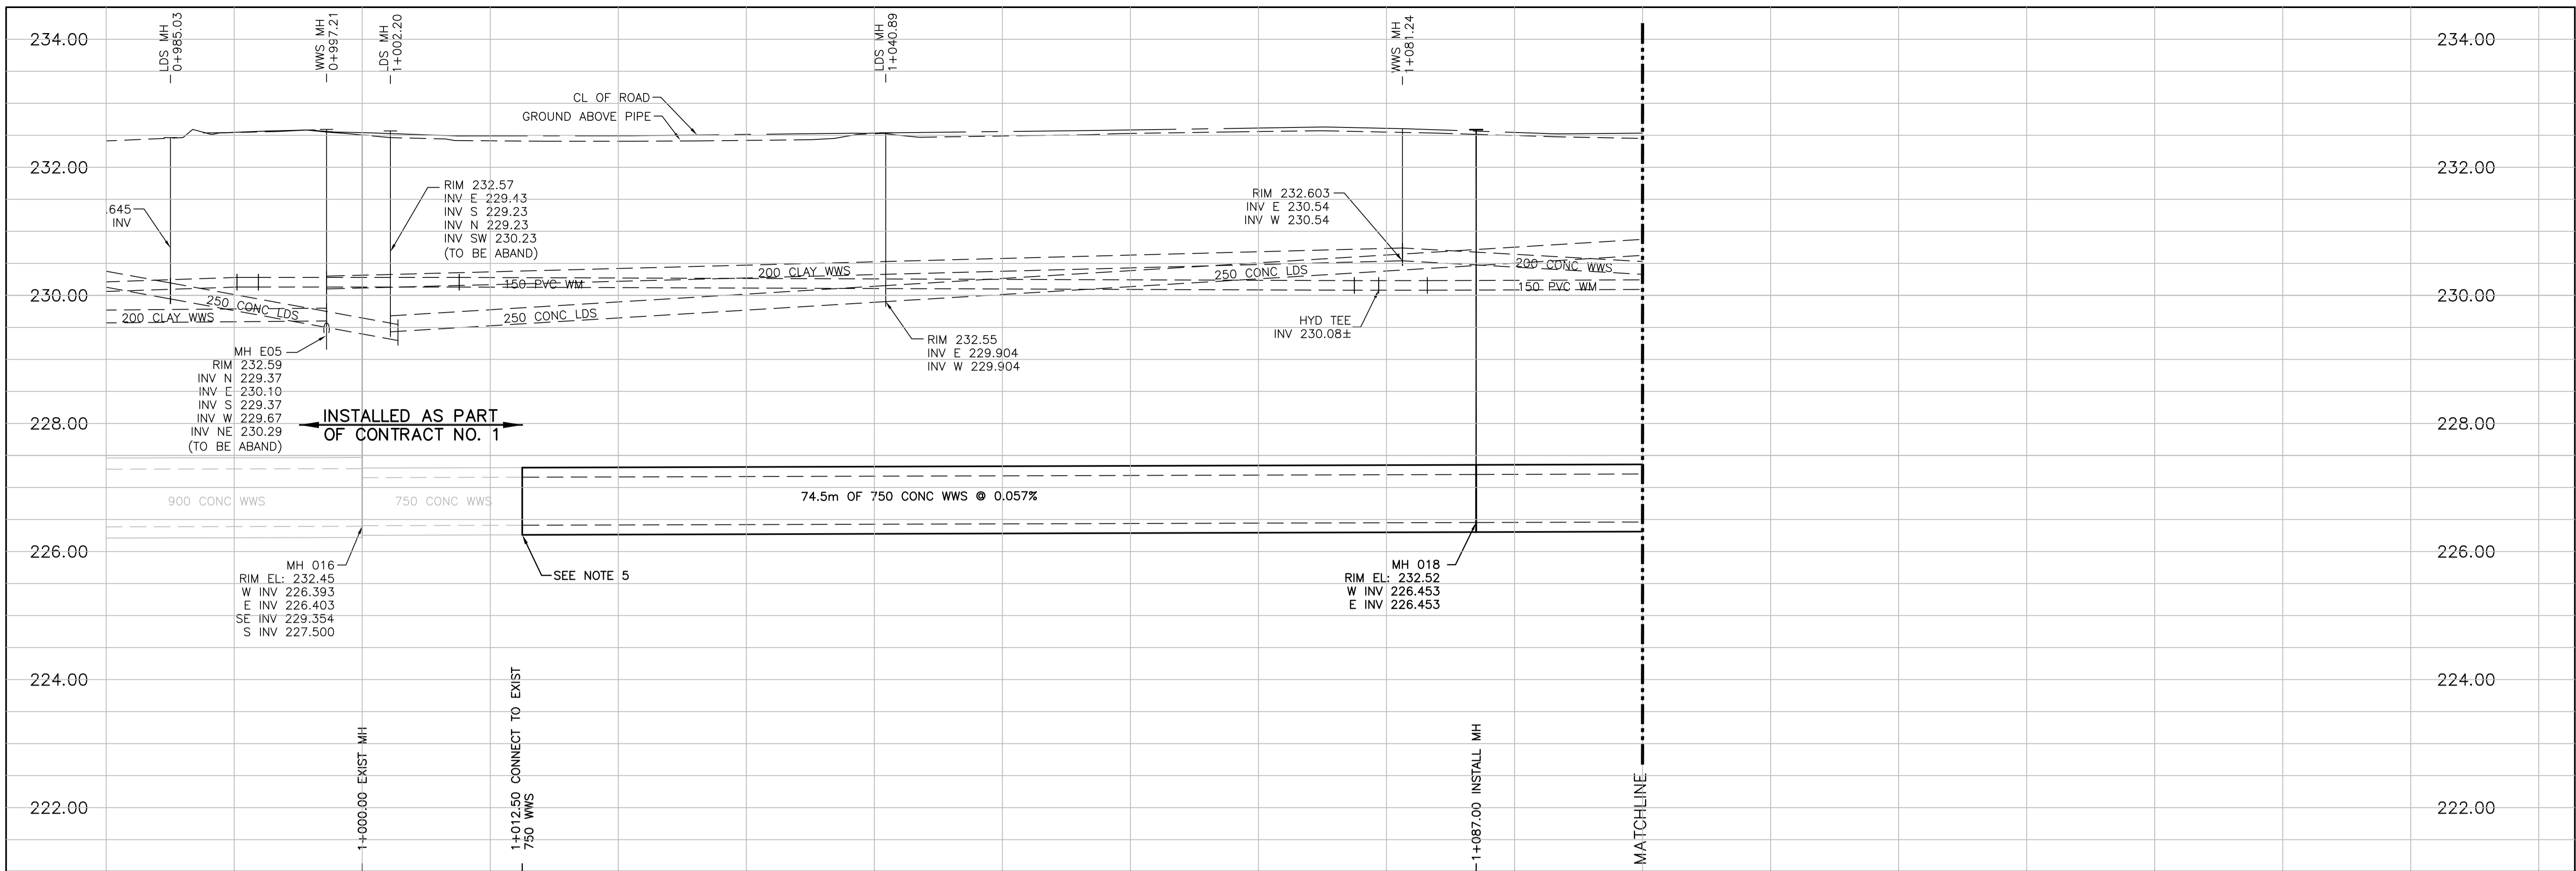 234.00
LDS MH
0+985.03
WWS MH
0+997.21
LDS MH
1+002.20
LDS MH
1+040.89
WWS MH
1+081.24
234.00
CL OF ROAD
GROUND ABOVE PIPE
232.00
232.00
.645
INV
RIM 232.57
INV E 229.43
INV S 229.23
INV N 229.23
INV SW 230.23
(TO BE ABAND)
RIM 232.603
INV E 230.54
INV W 230.54
200 CLAY WWS
250 CONC LDS
200 CONC WWS
150 PVC WM
150 PVC WM
230.00
230.00
250 CONC LDS
200 CLAY WWS
250 CONC LDS
HYD TEE
INV 230.08±
RIM 232.55
INV E 229.904
INV W 229.904
MH E05
RIM 232.59
INV N 229.37
INV E 230.10
INV S 229.37
INV W 229.67
INV NE 230.29
(TO BE ABAND)
INSTALLED AS PART
OF CONTRACT NO. 1
228.00
228.00
900 CONC WWS
750 CONC WWS
74.5m OF 750 CONC WWS @ 0.057%
226.00
226.00
MH 016
RIM EL: 232.45
W INV 226.393
E INV 226.403
SE INV 229.354
S INV 227.500
SEE NOTE 5
MH 018
RIM EL: 232.52
W INV 226.453
E INV 226.453
224.00
224.00
222.00
1+000.00 EXIST MH
1+012.50 CONNECT TO EXIST
750 WWS
1+087.00 INSTALL MH
MATCHLINE
222.00